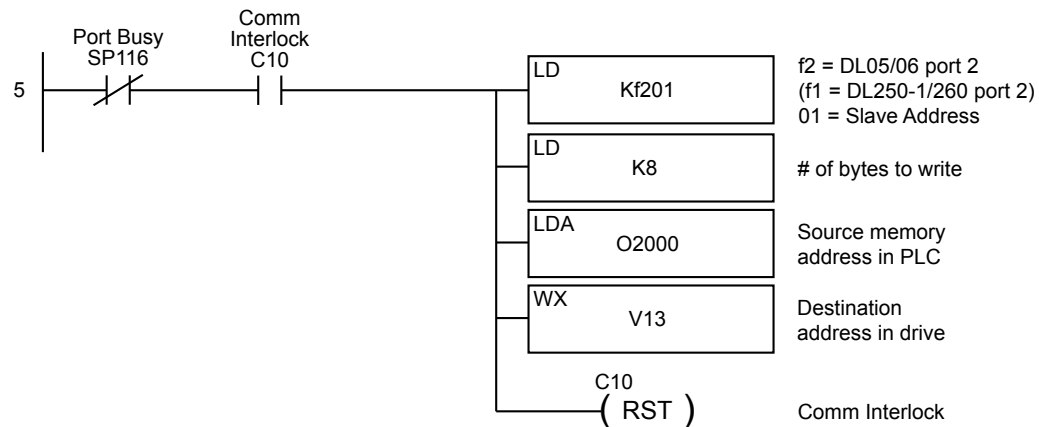 Comm
Interlock
C10
Port Busy
SP116
5
LD
Kf201
f2 = DL05/06 port 2
(f1 = DL250-1/260 port 2)
01 = Slave Address
LD
K8
# of bytes to write
LDA
O2000
Source memory
address in PLC
WX
V13
Destination
address in drive
C10
( RST )
Comm Interlock